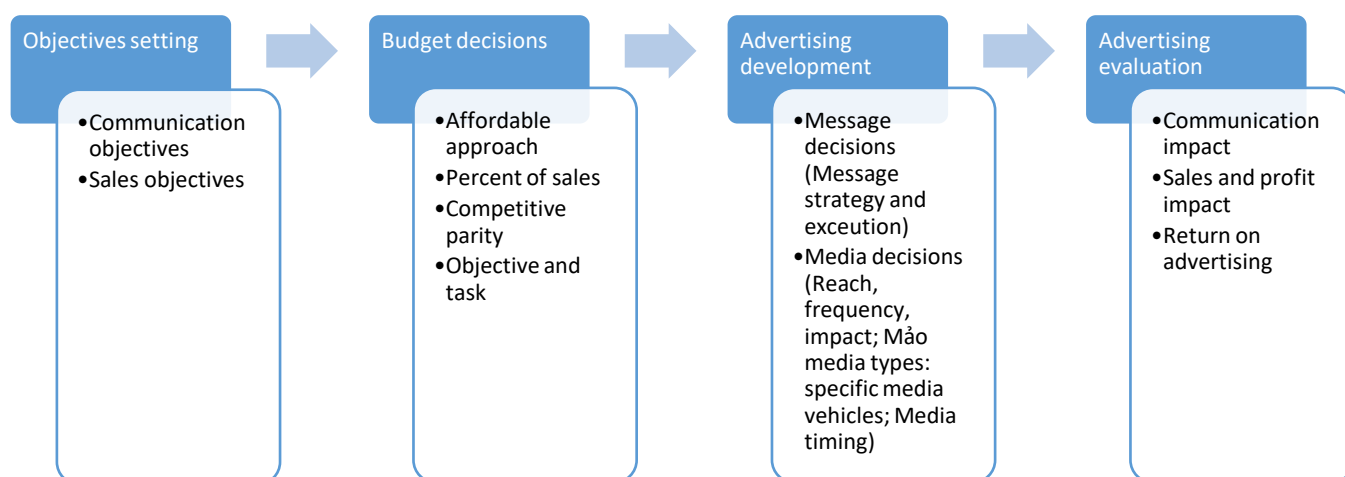 Objectives setting
•Communication
objectives
•Sales objectives
Budget decisions
•Affordable
approach
•Percent of sales
•Competitive
parity
•Objective and
task
Advertising
development
•Message
decisions
(Message
strategy and
exceution)
•Media decisions
(Reach,
frequency,
impact; Mảo
media types:
specific media
vehicles; Media
timing)
Advertising
evaluation
•Communication
impact
•Sales and profit
impact
•Return on
advertising